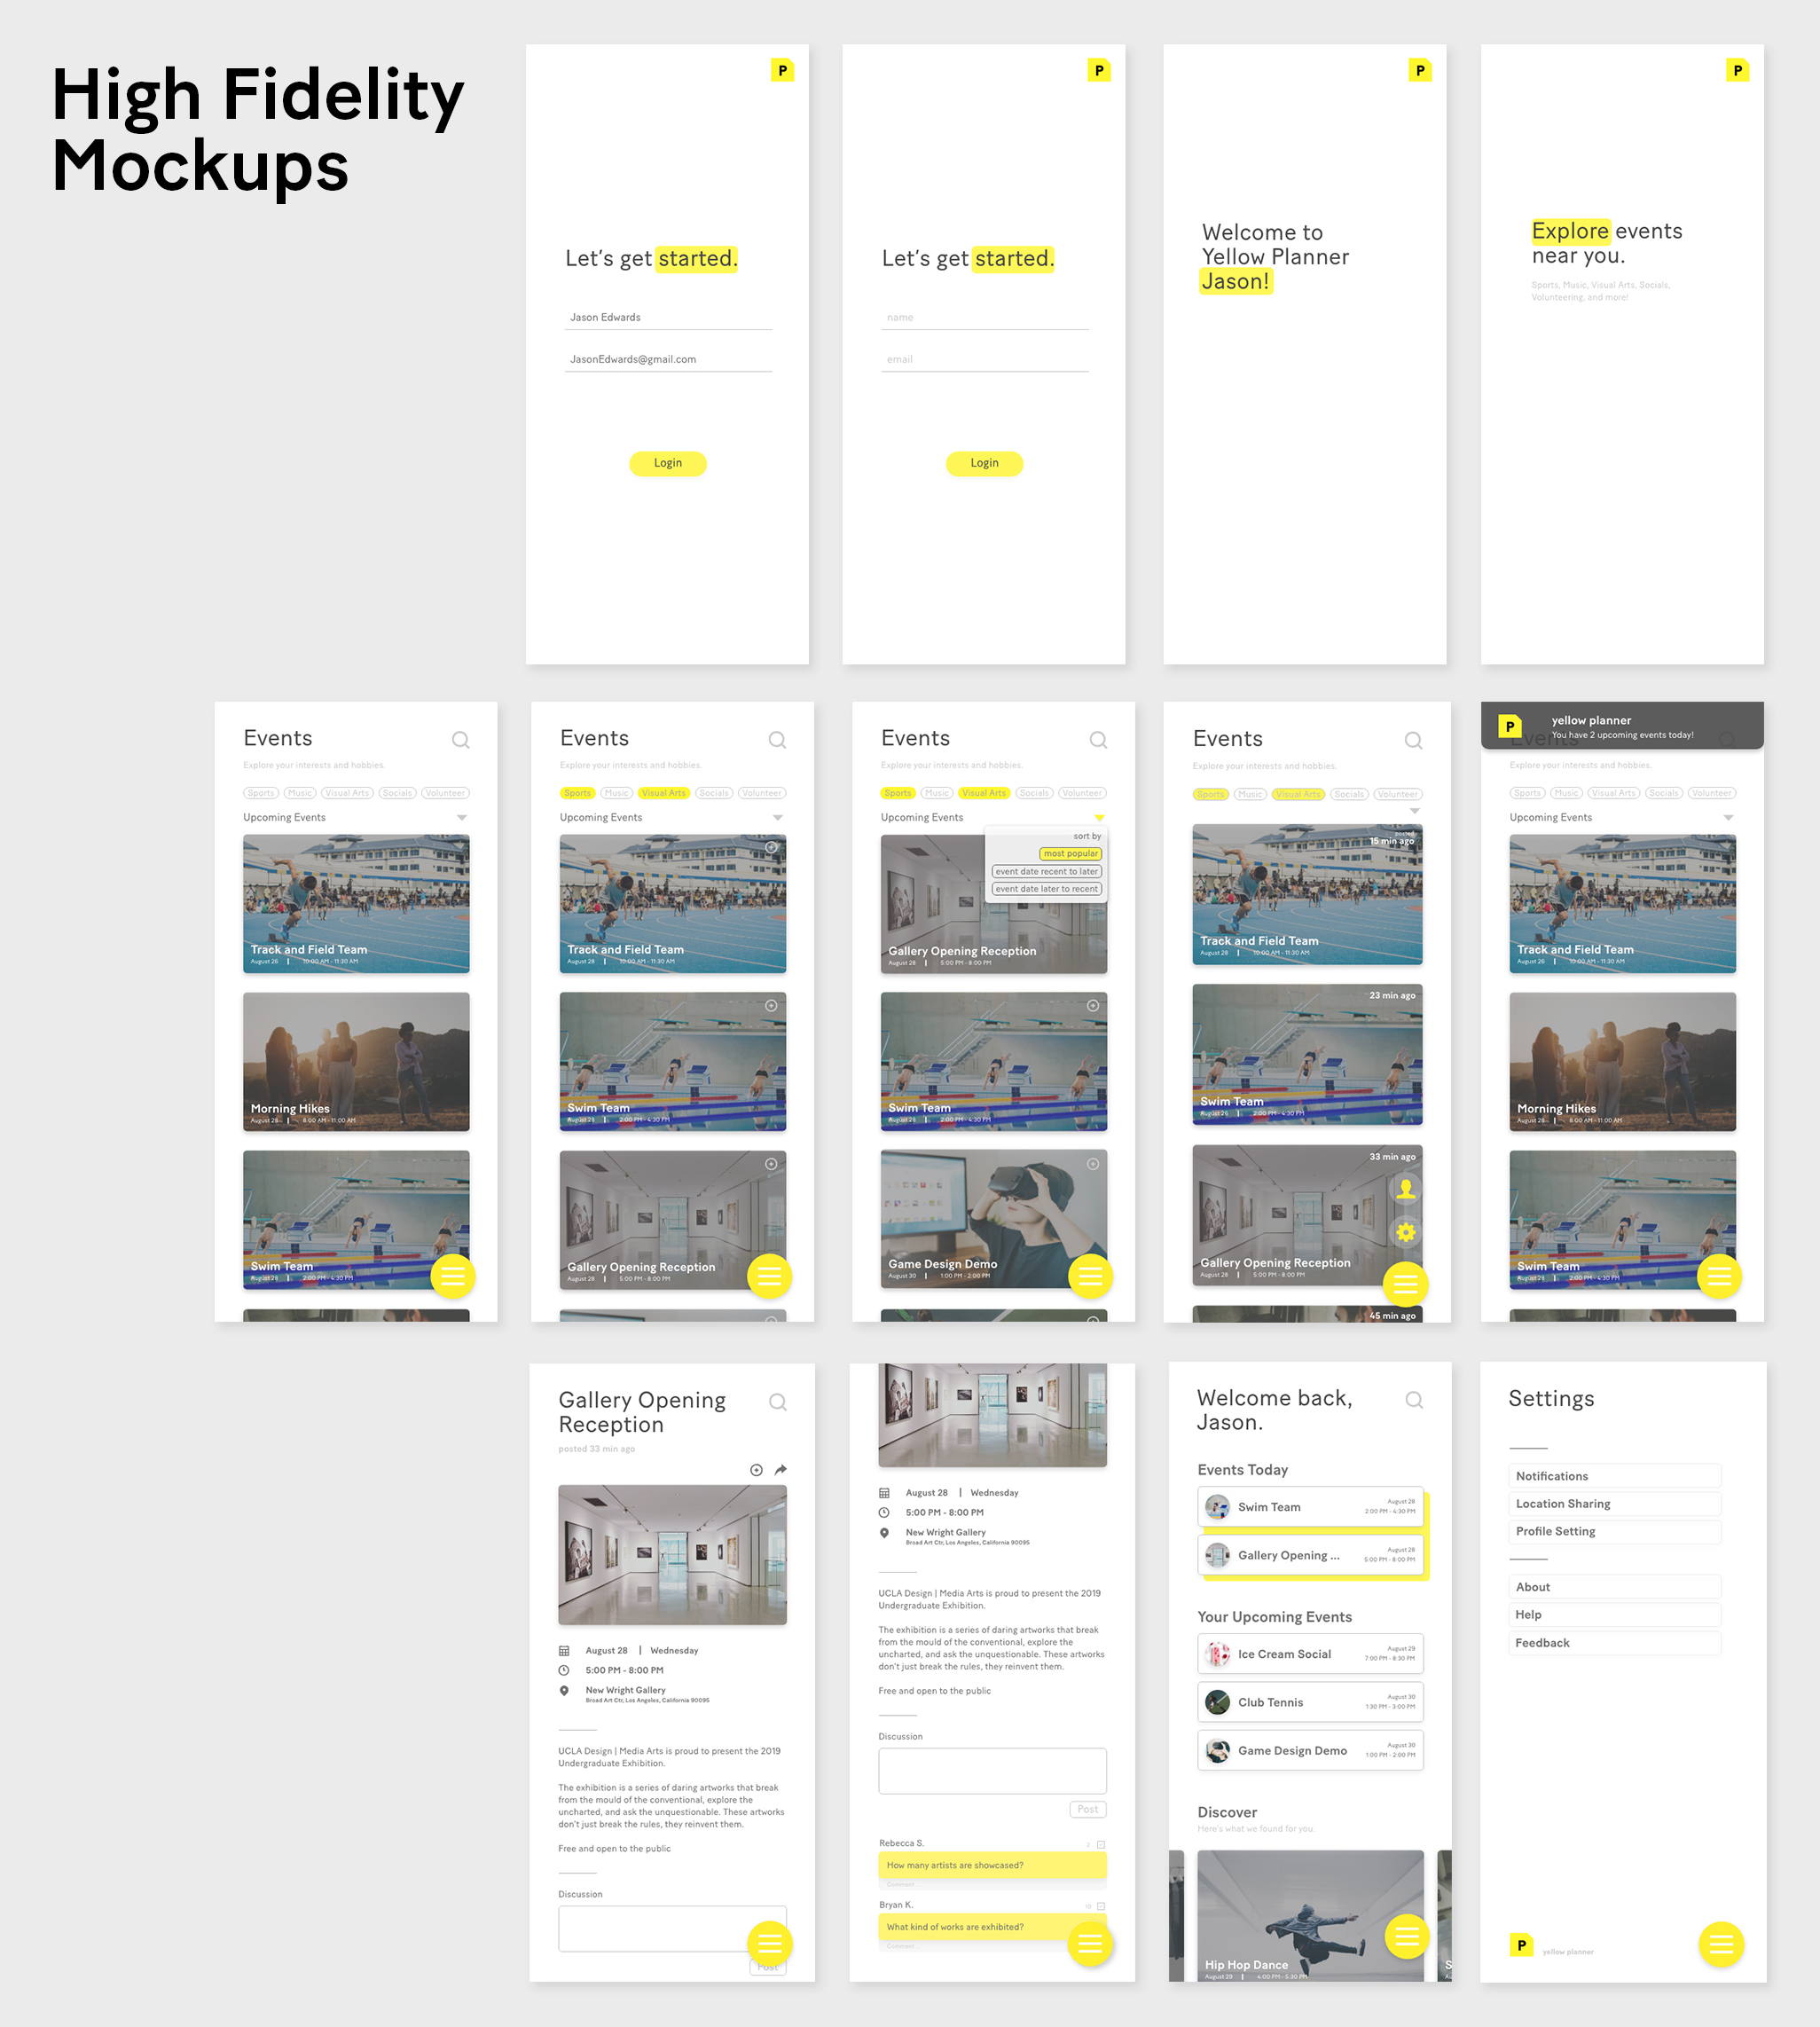 High Fidelity
Mockups
P
Let's get started.
Jason Edwards
JasonEdwards@gmail.com
Login
P
Let's get started.
name
email
Login
P
Welcome to
Yellow Planner
Jason!
P
Explore events
near you.
Sports, Music, Visual Arts, Socials,
Volunteering, and more!
Events
Explore your interests and hobbies.
Sports Music Visual Arts Socials Volunteer
Upcoming Events
Track and Field Team
August 26 | 10:00 AM - 11:30 AM
Morning Hikes
August 28 | 8:00 AM - 11:00 AM
Swim Team
August 28 | 2:00 PM - 4:30 PM
Events
Explore your interests and hobbies.
Sports Music Visual Arts Socials Volunteer
Upcoming Events
Track and Field Team
August 28 | 10:00 AM - 11:30 AM
Swim Team
August 28 | 2:00 PM - 4:30 PM
Gallery Opening Reception
August 28 | 5:00 PM - 8:00 PM
Events
Explore your interests and hobbies.
Sports Music Visual Arts Socials Volunteer
Upcoming Events
sort by
most popular
event date recent to later
event date later to recent
Gallery Opening Reception
August 28 | 5:00 PM - 8:00 PM
Swim Team
August 28 | 2:00 PM - 4:30 PM
Game Design Demo
August 30 | 1:00 PM - 2:00 PM
Events
Explore your interests and hobbies.
Sports Music Visual Arts Socials Volunteer
posted
15 min ago
Track and Field Team
August 28 | 10:00 AM - 11:30 AM
23 min ago
Swim Team
August 26 | 2:00 PM - 4:30 PM
33 min ago
Gallery Opening Reception
August 28 | 5:00 PM - 8:00 PM
45 min ago
P
yellow planner
You have 2 upcoming events today!
Events
Explore your interests and hobbies.
Sports Music Visual Arts Socials Volunteer
Upcoming Events
Track and Field Team
August 26 | 10:00 AM - 11:30 AM
Morning Hikes
August 28 | 8:00 AM - 11:00 AM
Swim Team
August 28 | 2:00 PM - 4:30 PM
Gallery Opening
Reception
posted 33 min ago
August 28 | Wednesday
5:00 PM - 8:00 PM
New Wright Gallery
Broad Art Ctr, Los Angeles, California 90095
UCLA Design | Media Arts is proud to present the 2019
Undergraduate Exhibition.
The exhibition is a series of daring artworks that break
from the mould of the conventional, explore the
uncharted, and ask the unquestionable. These artworks
don't just break the rules, they reinvent them.
Free and open to the public
Discussion
Post
August 28 | Wednesday
5:00 PM - 8:00 PM
New Wright Gallery
Broad Art Ctr, Los Angeles, California 90095
UCLA Design | Media Arts is proud to present the 2019
Undergraduate Exhibition.
The exhibition is a series of daring artworks that break
from the mould of the conventional, explore the
uncharted, and ask the unquestionable. These artworks
don't just break the rules, they reinvent them.
Free and open to the public
Discussion
Post
Rebecca S. 2
How many artists are showcased?
Comment...
Bryan K. 10
What kind of works are exhibited?
Comment...
Welcome back,
Jason.
Events Today
Swim Team
August 28
2:00 PM - 4:30 PM
Gallery Opening ...
August 28
5:00 PM - 8:00 PM
Your Upcoming Events
Ice Cream Social
August 29
7:00 PM - 8:30 PM
Club Tennis
August 30
1:30 PM - 3:00 PM
Game Design Demo
August 30
1:00 PM - 2:00 PM
Discover
Here's what we found for you.
Hip Hop Dance
August 29 | 4:00 PM - 5:30 PM
S
Settings
Notifications
Location Sharing
Profile Setting
About
Help
Feedback
P
yellow planner